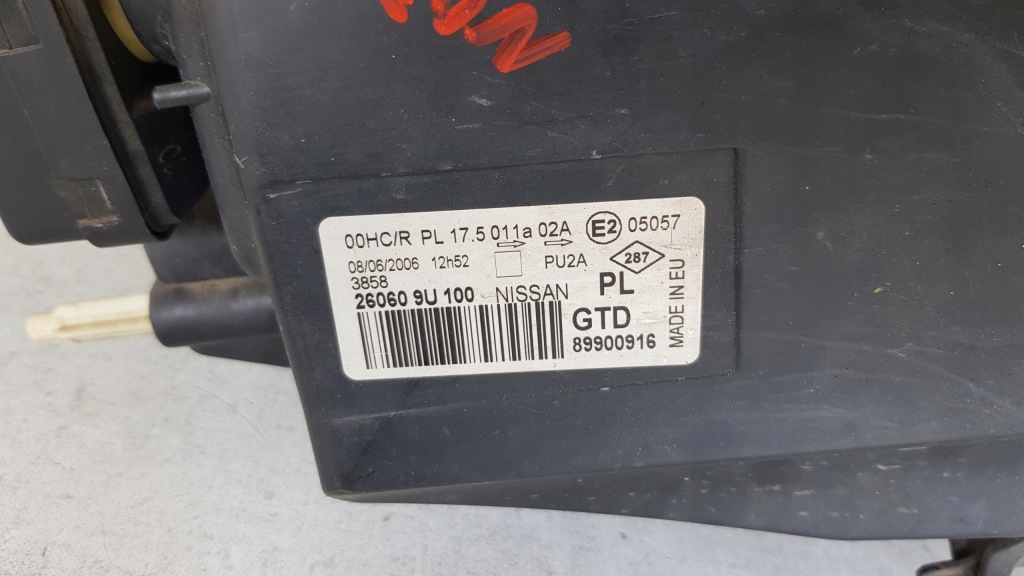 00HC/R PL 17.5 011a 02A E2 05057
08/06/2006 12h52 PU2A 287
3858 PL
26060 9U 100 NISSAN
GTD
89900916
MADE IN EU